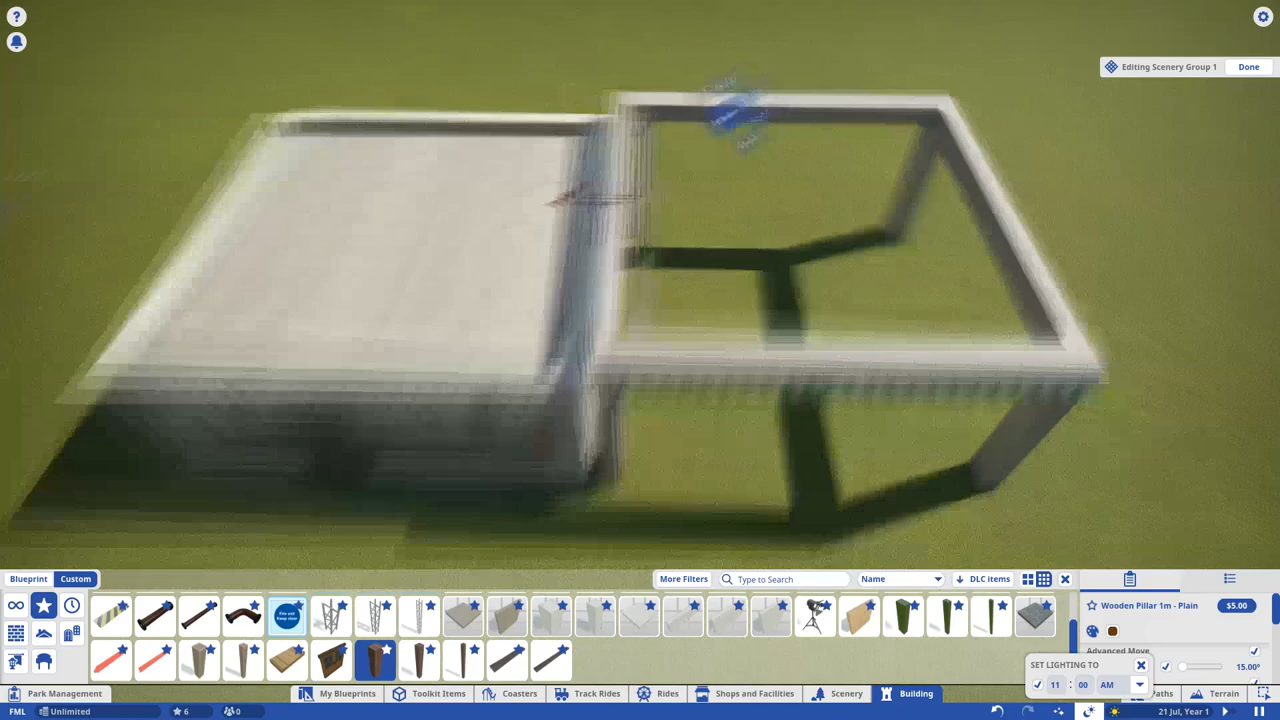 ?
Editing Scenery Group 1
Done
Blueprint
Custom
More Filters
Type to Search
Name
DLC items
Wooden Pillar 1m - Plain
$5.00
Advanced Move
15.00°
SET LIGHTING TO
11 : 00 AM
Park Management
My Blueprints
Toolkit Items
Coasters
Track Rides
Rides
Shops and Facilities
Scenery
Building
Paths
Terrain
FML
Unlimited
6
0
21 Jul, Year 1